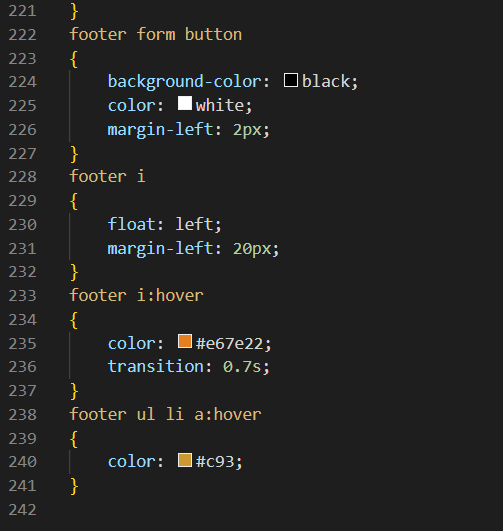 221 }
222 footer form button
223 {
224     background-color: black;
225     color: white;
226     margin-left: 2px;
227 }
228 footer i
229 {
230     float: left;
231     margin-left: 20px;
232 }
233 footer i:hover
234 {
235     color: #e67e22;
236     transition: 0.7s;
237 }
238 footer ul li a:hover
239 {
240     color: #c93;
241 }
242